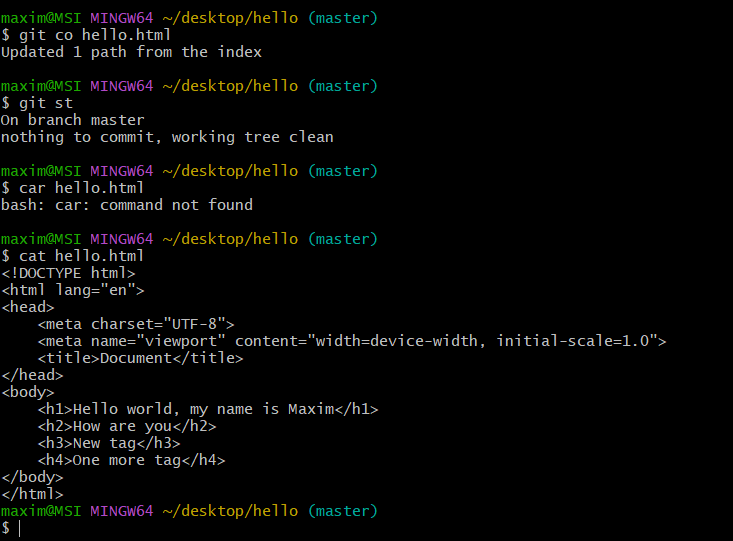 maxim@MSI MINGW64 ~/desktop/hello (master)
$ git co hello.html
Updated 1 path from the index

maxim@MSI MINGW64 ~/desktop/hello (master)
$ git st
On branch master
nothing to commit, working tree clean

maxim@MSI MINGW64 ~/desktop/hello (master)
$ car hello.html
bash: car: command not found

maxim@MSI MINGW64 ~/desktop/hello (master)
$ cat hello.html
<!DOCTYPE html>
<html lang="en">
<head>
    <meta charset="UTF-8">
    <meta name="viewport" content="width=device-width, initial-scale=1.0">
    <title>Document</title>
</head>
<body>
    <h1>Hello world, my name is Maxim</h1>
    <h2>How are you</h2>
    <h3>New tag</h3>
    <h4>One more tag</h4>
</body>
</html>
maxim@MSI MINGW64 ~/desktop/hello (master)
$